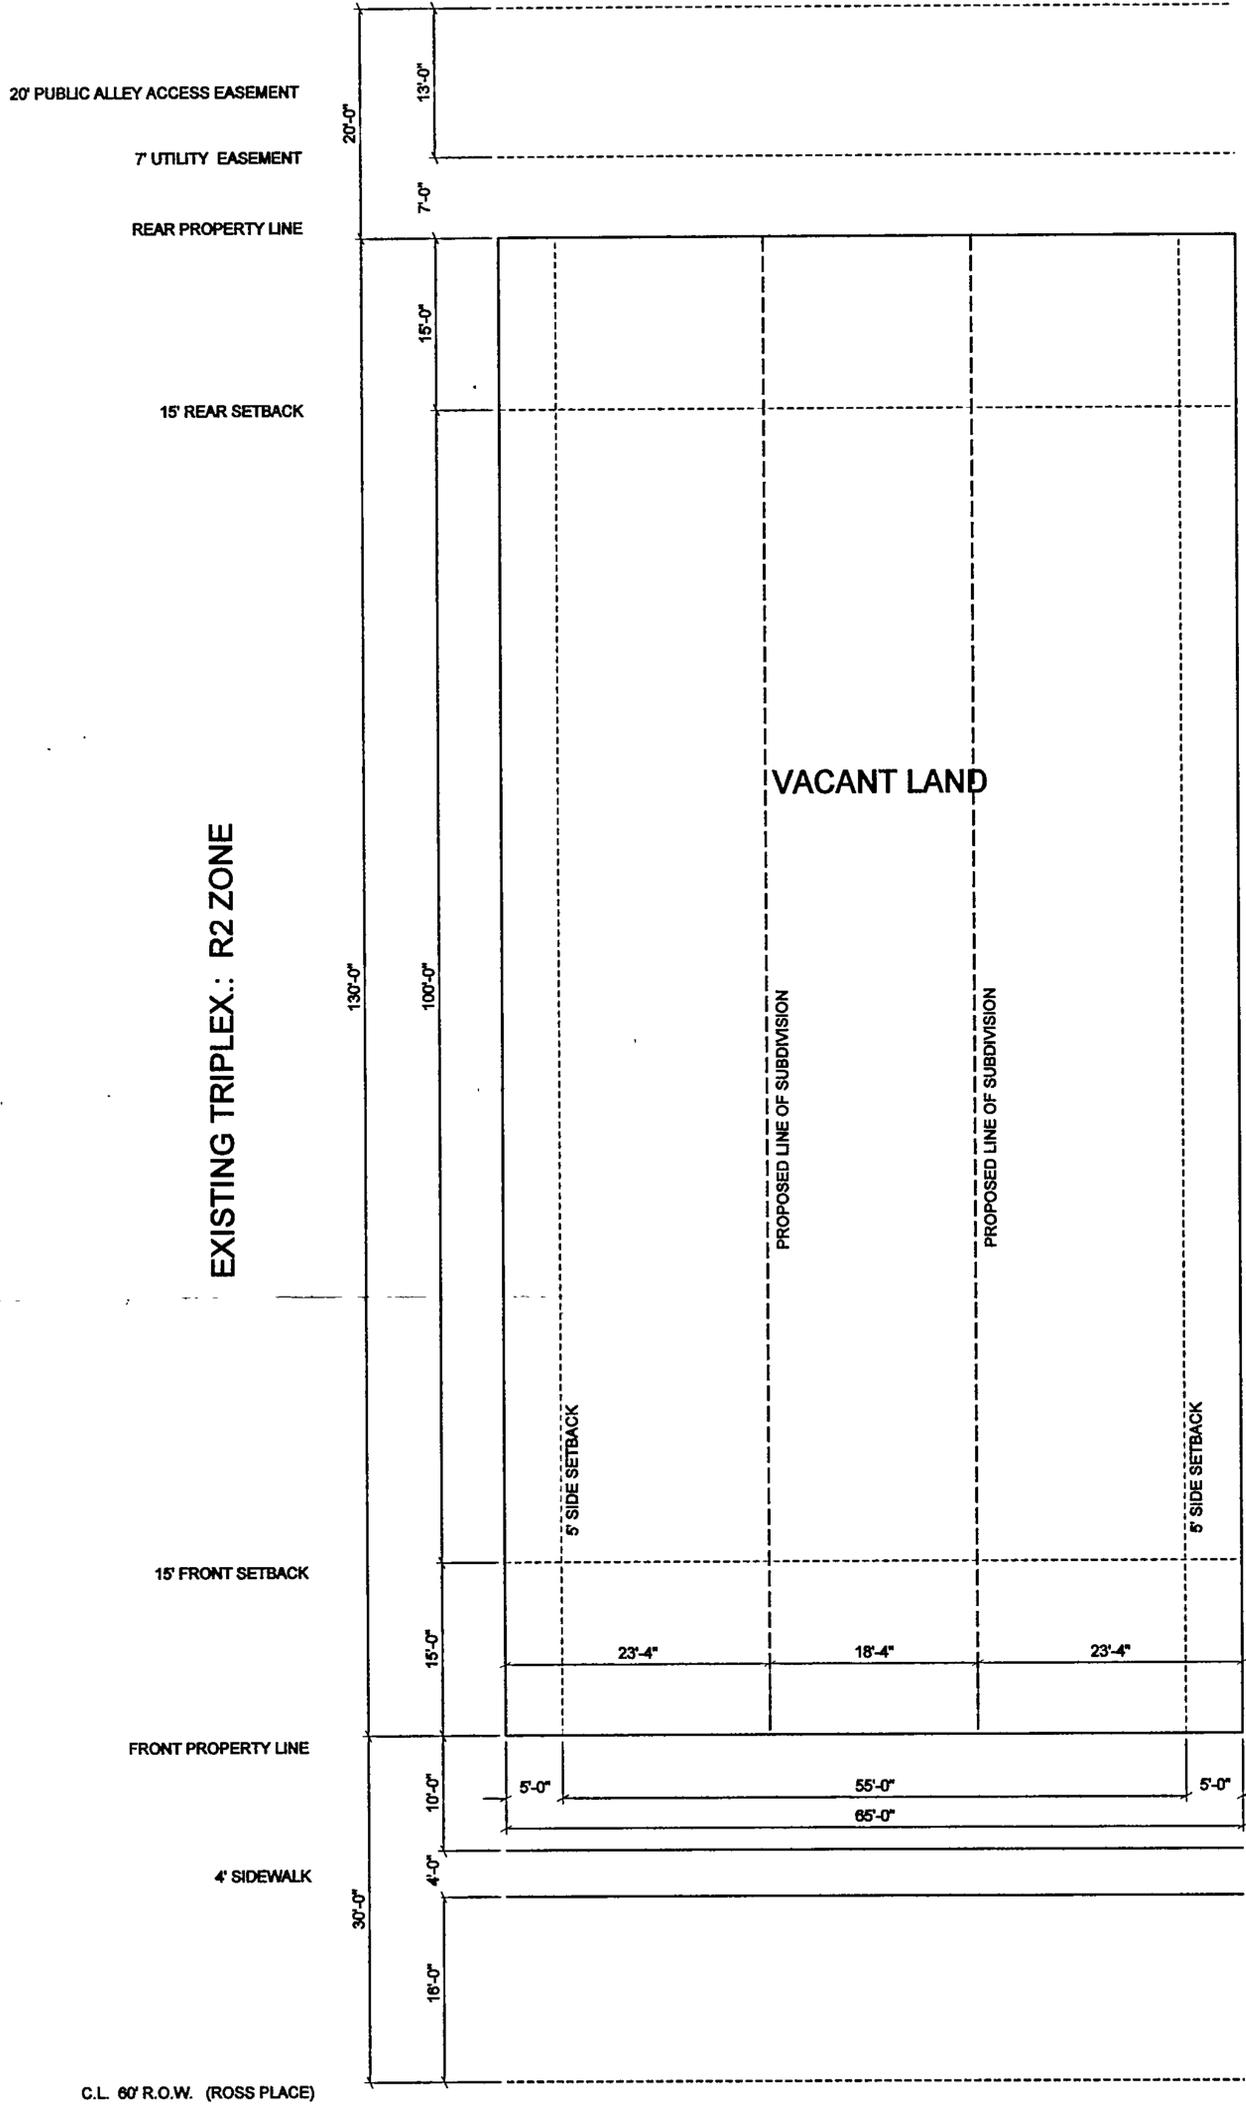 20' PUBLIC ALLEY ACCESS EASEMENT
13'-0"
20'-0"
7' UTILITY EASEMENT
7'-0"
REAR PROPERTY LINE
15'-0"
15' REAR SETBACK
VACANT LAND
EXISTING TRIPLEX.: R2 ZONE
130'-0"
100'-0"
PROPOSED LINE OF SUBDIVISION
PROPOSED LINE OF SUBDIVISION
5' SIDE SETBACK
5' SIDE SETBACK
15' FRONT SETBACK
15'-0"
23'-4"
18'-4"
23'-4"
FRONT PROPERTY LINE
10'-0"
5'-0"
55'-0"
5'-0"
65'-0"
4' SIDEWALK
4'-0"
30'-0"
16'-0"
C.L. 60' R.O.W. (ROSS PLACE)